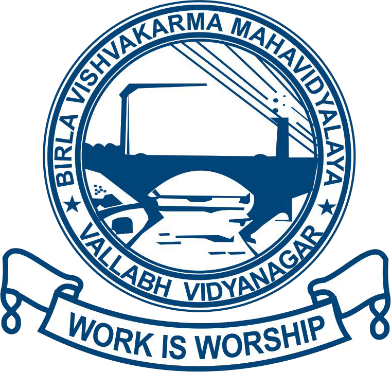 BIRLA VISHVAKARMA MAHAVIDYALAYA
VALLABH VIDYANAGAR
WORK IS WORSHIP